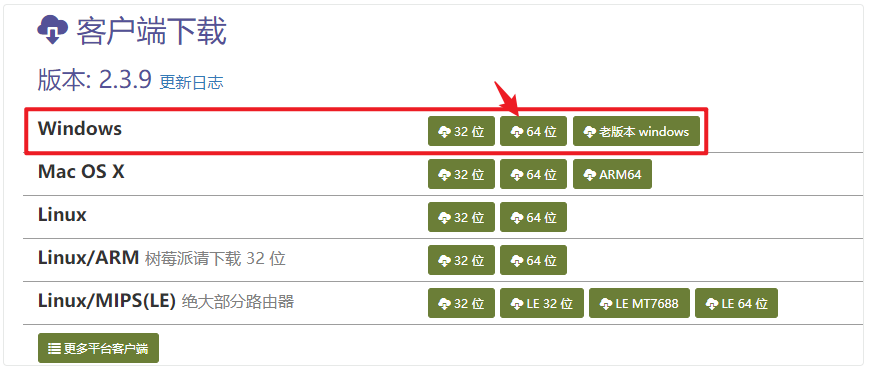 客户端下载
版本: 2.3.9 更新日志
Windows 32 位 64 位 老版本 windows
Mac OS X 32 位 64 位 ARM64
Linux 32 位 64 位
Linux/ARM 树莓派请下载 32 位 32 位 64 位
Linux/MIPS(LE) 绝大部分路由器 32 位 LE 32 位 LE MT7688 LE 64 位
更多平台客户端